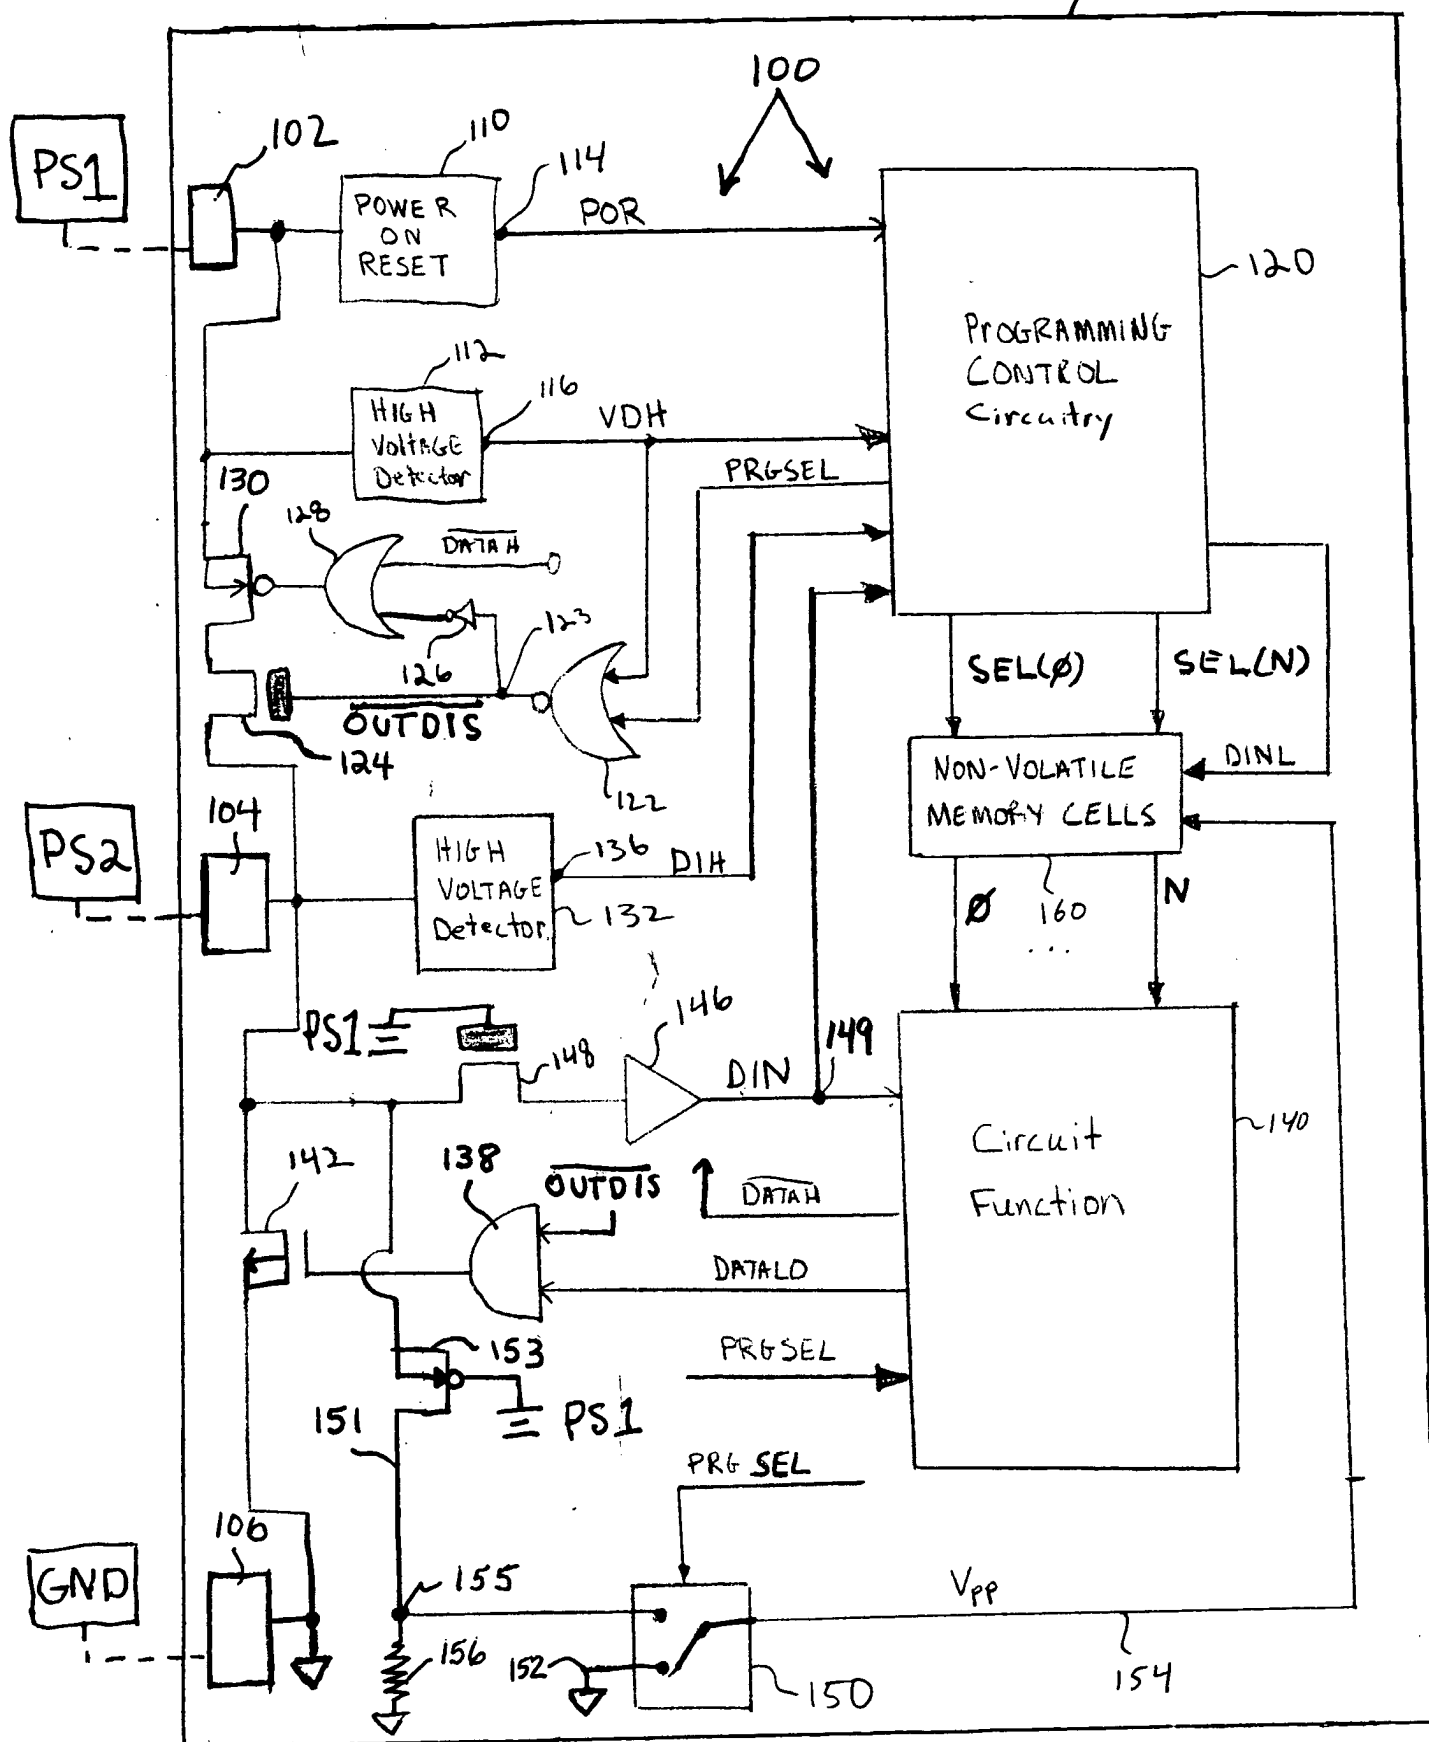 100
PS1
102
110
POWER
ON
RESET
114
POR
PROGRAMMING
CONTROL
Circuitry
120
112
HIGH
VOLTAGE
Detector
116
VDH
PRGSEL
130
128
DATAH
126
123
OUTDIS
124
122
SEL(Ø)
SEL(N)
NON-VOLATILE
MEMORY CELLS
DINL
160
Ø
N
...
PS2
104
HIGH
VOLTAGE
Detector
136
DIH
132
PS1
148
146
DIN
149
Circuit
Function
140
142
138
OUTDIS
DATAH
DATALO
PRGSEL
153
PS1
151
PRGSEL
GND
106
155
156
152
150
VPP
154